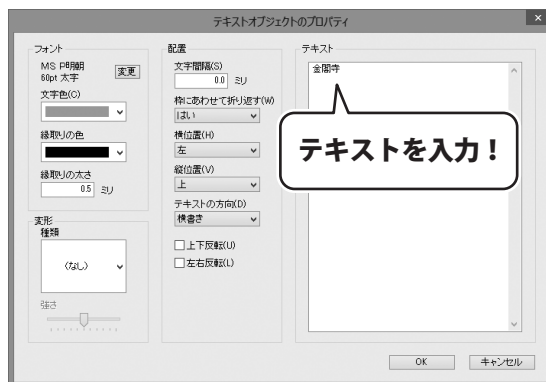 テキストオブジェクトのプロパティ
フォント
MS P明朝
60pt 太字
変更
文字色(C)
縁取りの色
縁取りの太さ
0.5 ミリ
変形
種類
(なし)
強さ
配置
文字間隔(S)
0.0 ミリ
枠にあわせて折り返す(W)
はい
横位置(H)
左
縦位置(V)
上
テキストの方向(D)
横書き
上下反転(U)
左右反転(L)
テキスト
金閣寺
テキストを入力！
OK
キャンセル